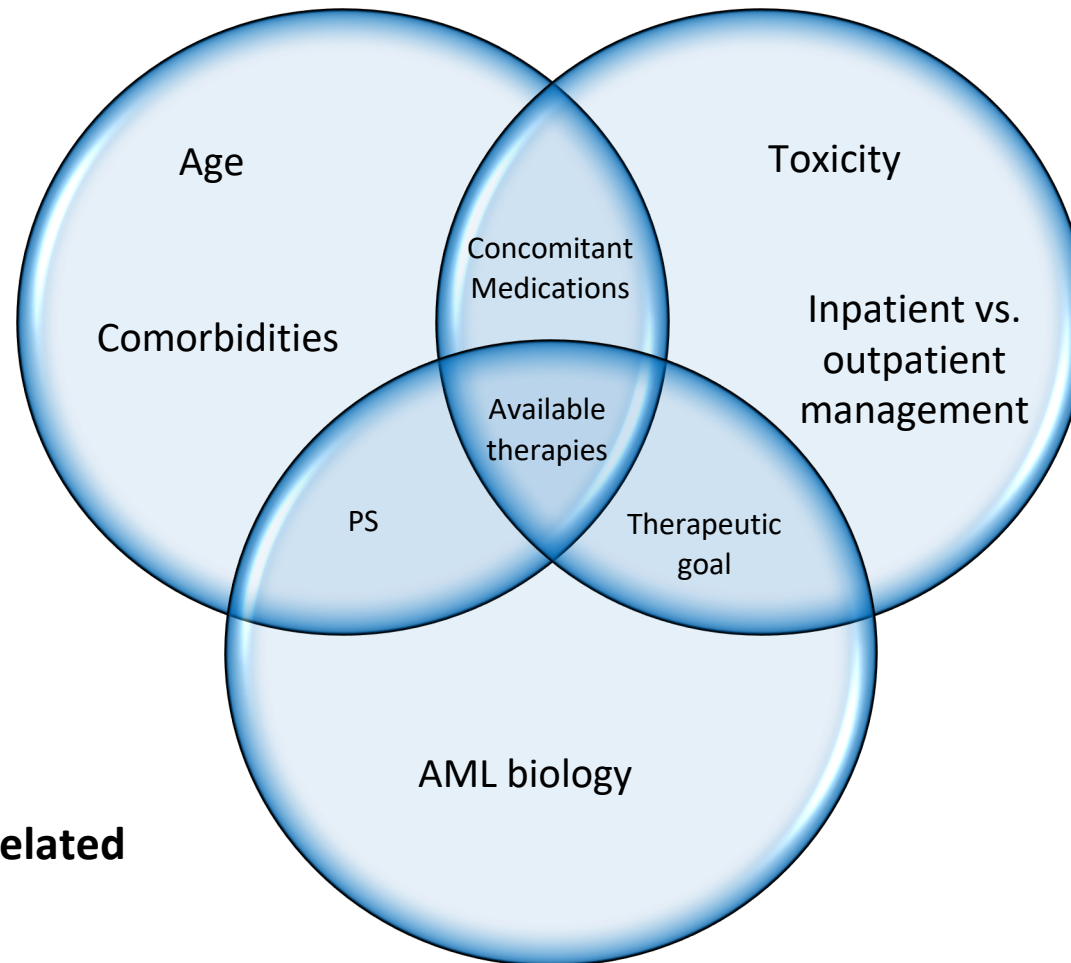 Age
Toxicity
Concomitant
Medications
Comorbidities
Inpatient vs.
outpatient
management
Available
therapies
PS
Therapeutic
goal
AML biology
elated